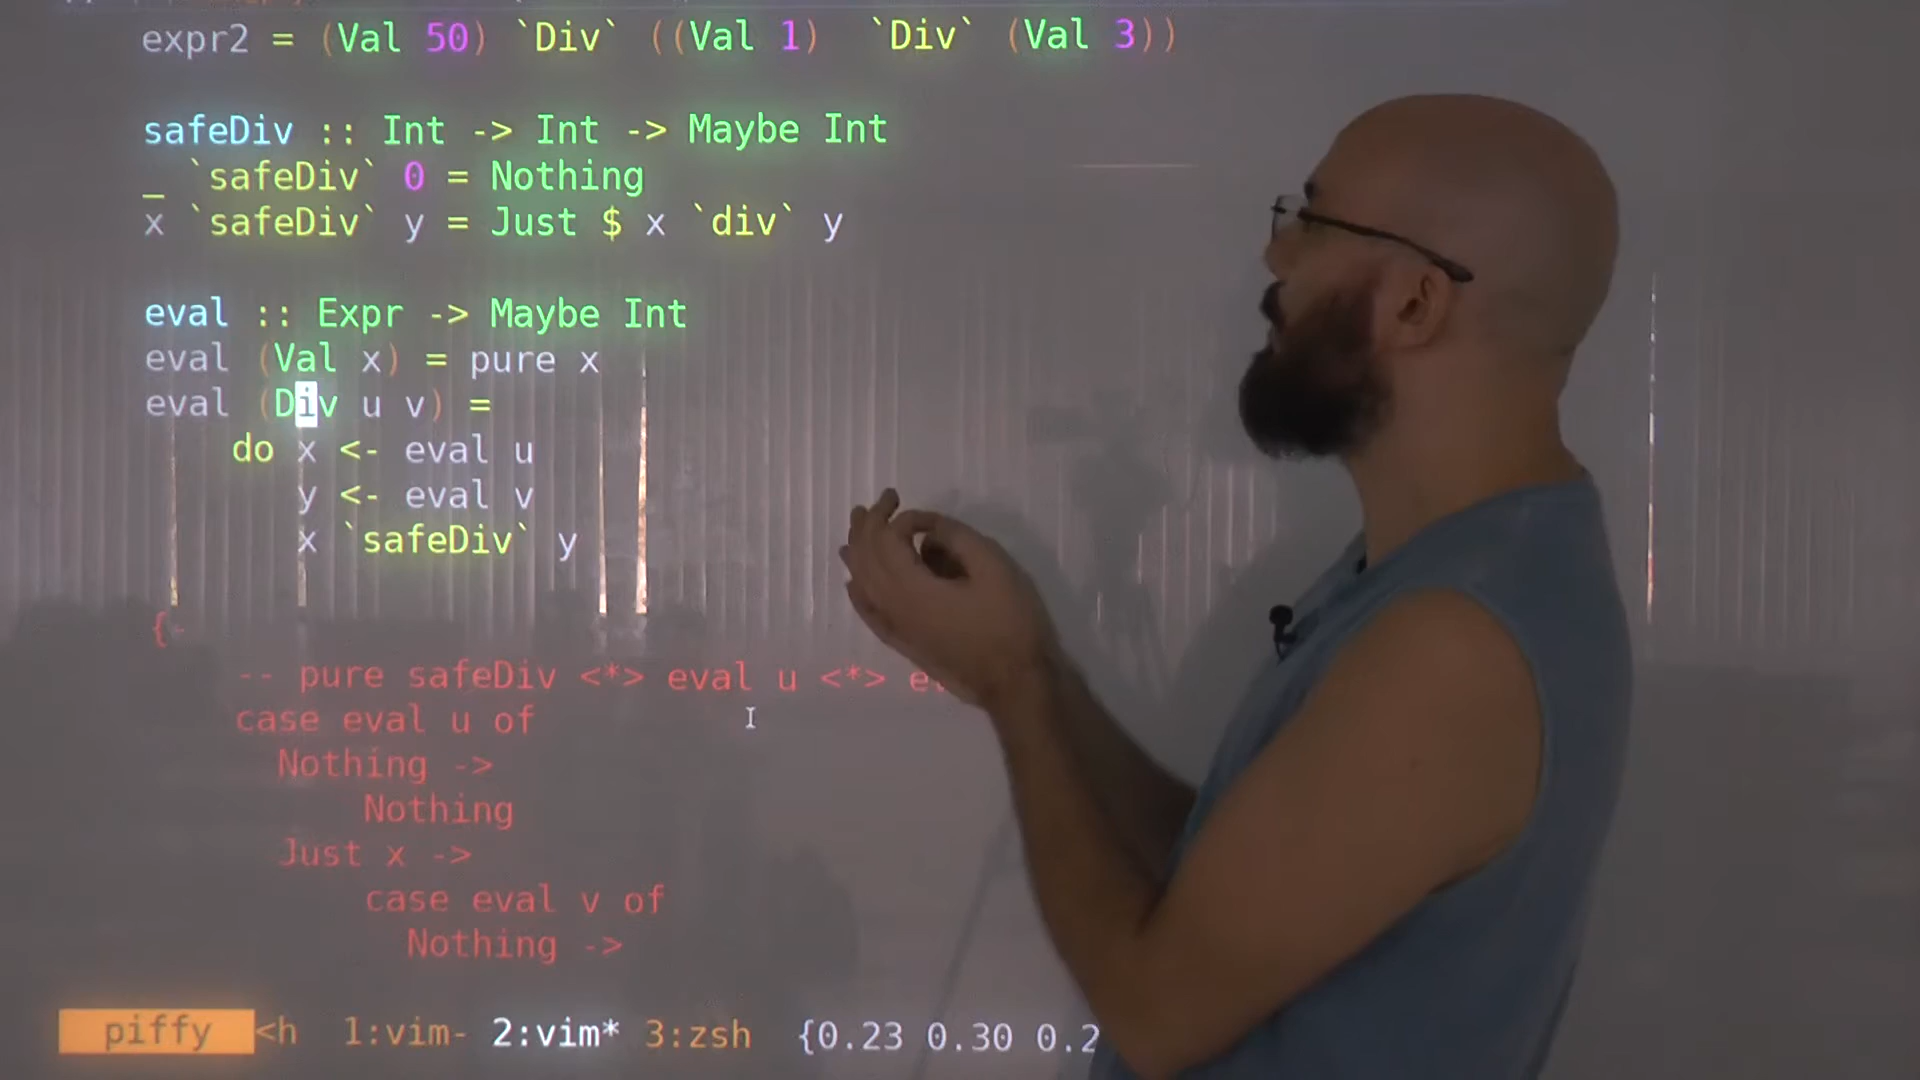 expr2 = (Val 50) `Div` ((Val 1)  `Div` (Val 3))
safeDiv :: Int -> Int -> Maybe Int
_ `safeDiv` 0 = Nothing
x `safeDiv` y = Just $ x `div` y
eval :: Expr -> Maybe Int
eval (Val x) = pure x
eval (Div u v) =
    do x <- eval u
       y <- eval v
       x `safeDiv` y
{-
    -- pure safeDiv <*> eval u <*>
    case eval u of
      Nothing ->
          Nothing
      Just x ->
          case eval v of
            Nothing ->
piffy <h  1:vim- 2:vim* 3:zsh  {0.23 0.30 0.2